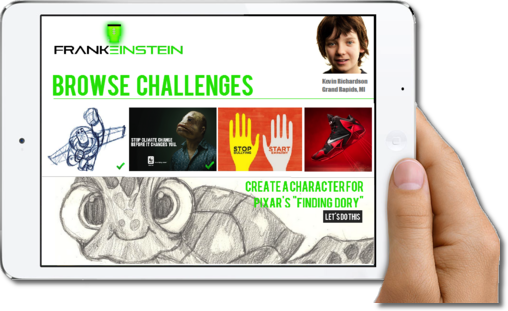 FRANKEINSTEIN
Kevin Richardson
Grand Rapids, MI
BROWSE CHALLENGES
STOP CLIMATE CHANGE
BEFORE IT CHANGES YOU.
STOP
BULLYING
START
CREATE A CHARACTER FOR
PIXAR'S "FINDING DORY"
LET'S DO THIS